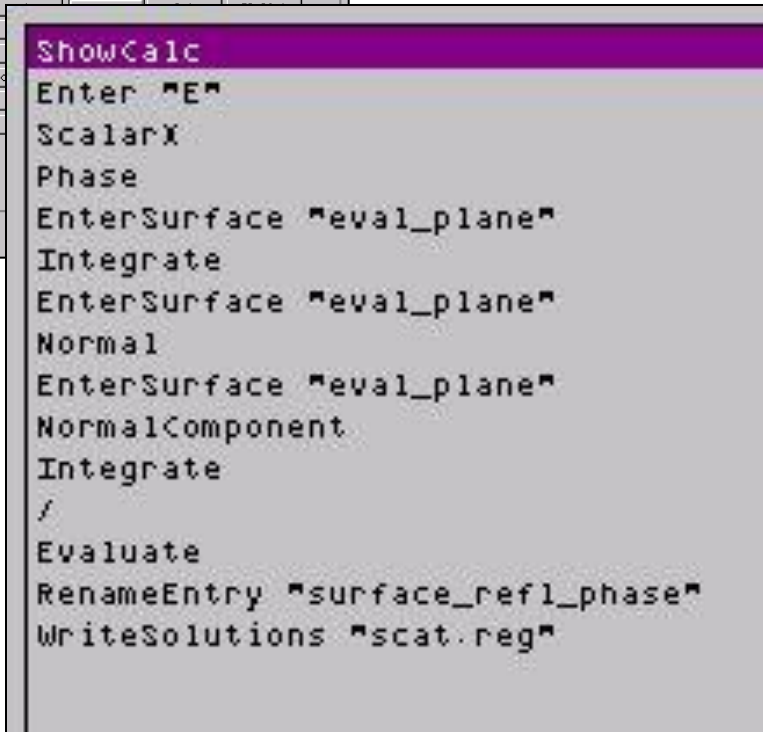 ShowCalc
Enter "E"
ScalarX
Phase
EnterSurface "eval_plane"
Integrate
EnterSurface "eval_plane"
Normal
EnterSurface "eval_plane"
NormalComponent
Integrate
/
Evaluate
RenameEntry "surface_refl_phase"
WriteSolutions "scat.reg"